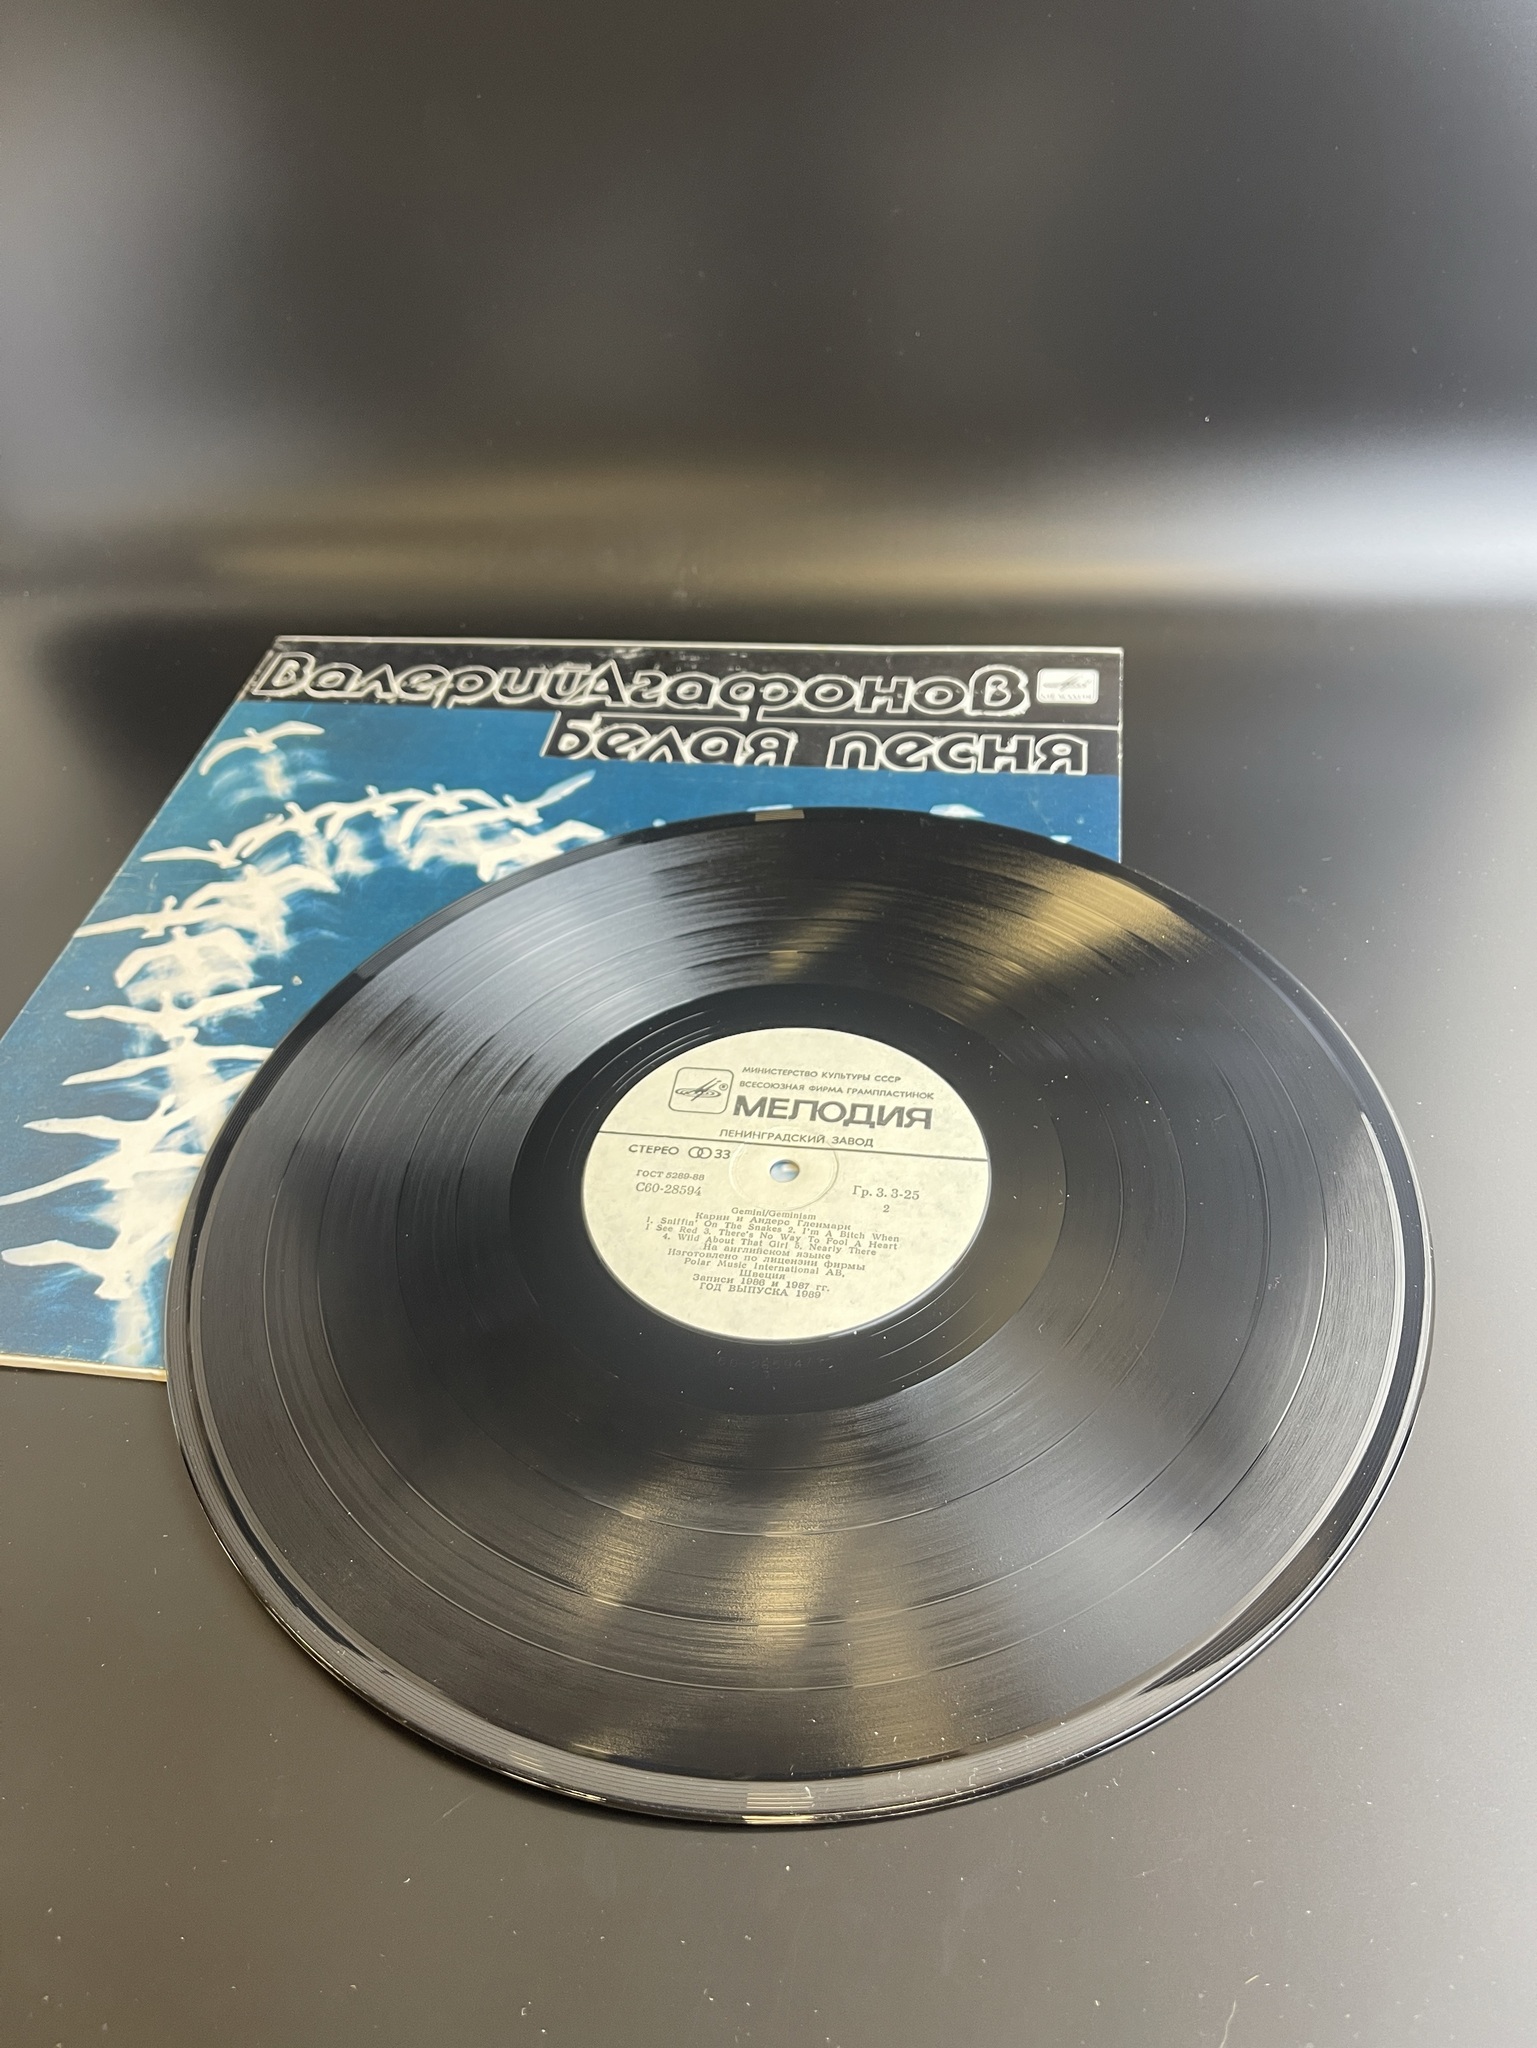 Валерий Агафонов
Белая песня
МИНИСТЕРСТВО КУЛЬТУРЫ СССР
ВСЕСОЮЗНАЯ ФИРМА ГРАМПЛАСТИНОК
МЕЛОДИЯ
ЛЕНИНГРАДСКИЙ ЗАВОД
СТЕРЕО 33
ГОСТ 5289-88
С60-28594
Гр. 3. 3-25
2
Gemini/Geminism
Карин и Андерс Гленмарк
1. Sniffin' On The Snakes 2. I'm A Bitch When
I See Red 3. There's No Way To Fool A Heart
4. Wild About That Girl 5. Nearly There
На английском языке
Изготовлено по лицензии фирмы
Polar Music International AB,
Швеция
Записи 1986 и 1987 гг.
ГОД ВЫПУСКА 1989